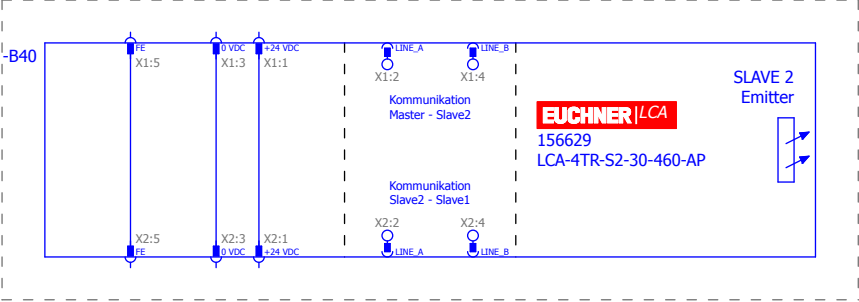 -B40
FE
0 VDC
+24 VDC
LINE_A
LINE_B
X1:5
X1:3
X1:1
X1:2
X1:4
SLAVE 2
Emitter
Kommunikation
Master - Slave2
EUCHNER|LCA
156629
LCA-4TR-S2-30-460-AP
Kommunikation
Slave2 - Slave1
X2:2
X2:4
X2:5
X2:3
X2:1
FE
0 VDC
+24 VDC
LINE_A
LINE_B